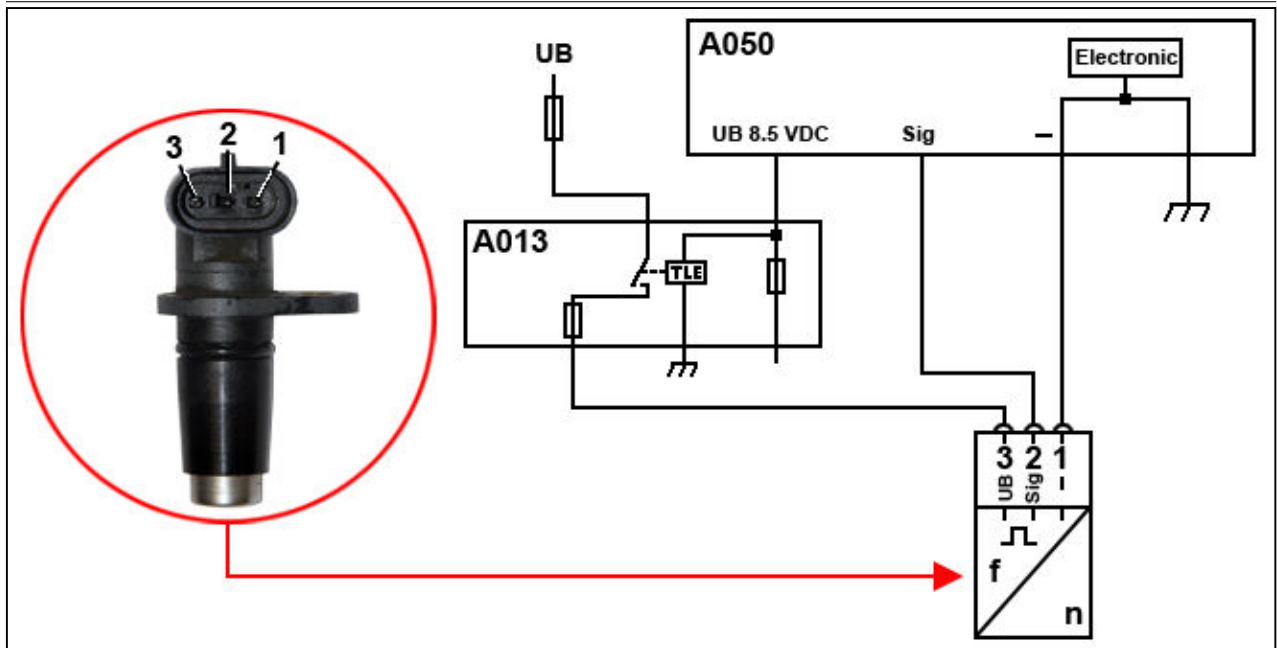 A050
Electronic
UB
UB 8.5 VDC Sig –
3 2 1
A013
TLE
3 2 1
UB Sig –
f
n